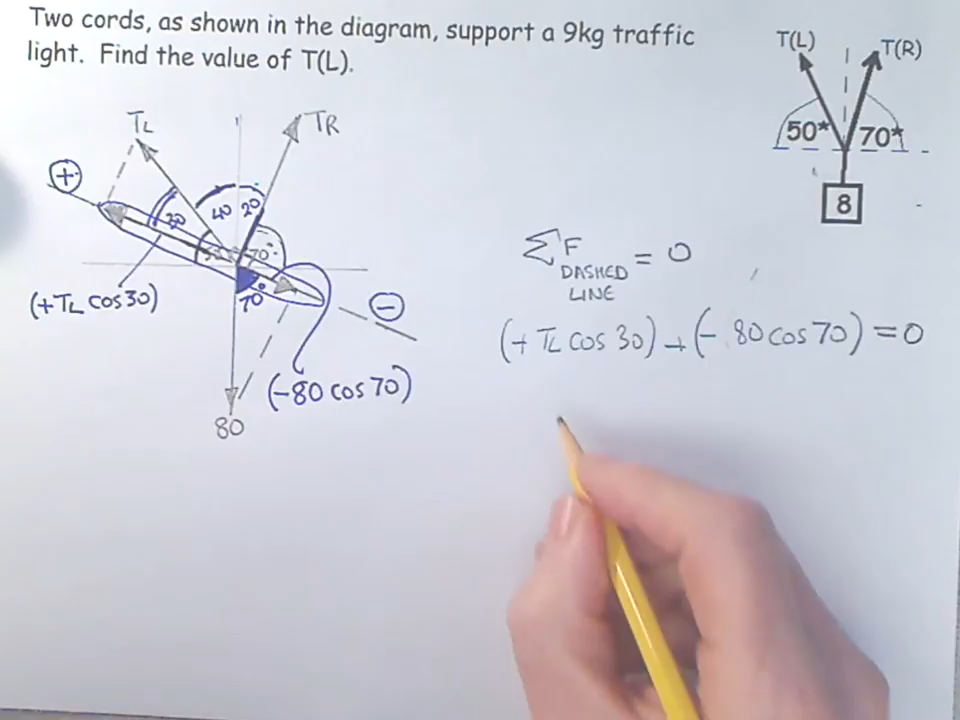 Two cords, as shown in the diagram, support a 9kg traffic
light. Find the value of T(L).
T(L)
T(R)
50*
70*
8
TL
TR
+
30
40
20
70°
70°
(+TL cos30)
−
(-80 cos70)
80
ΣF DASHED LINE = 0
(+ TL cos 30) + (- 80 cos 70) = 0